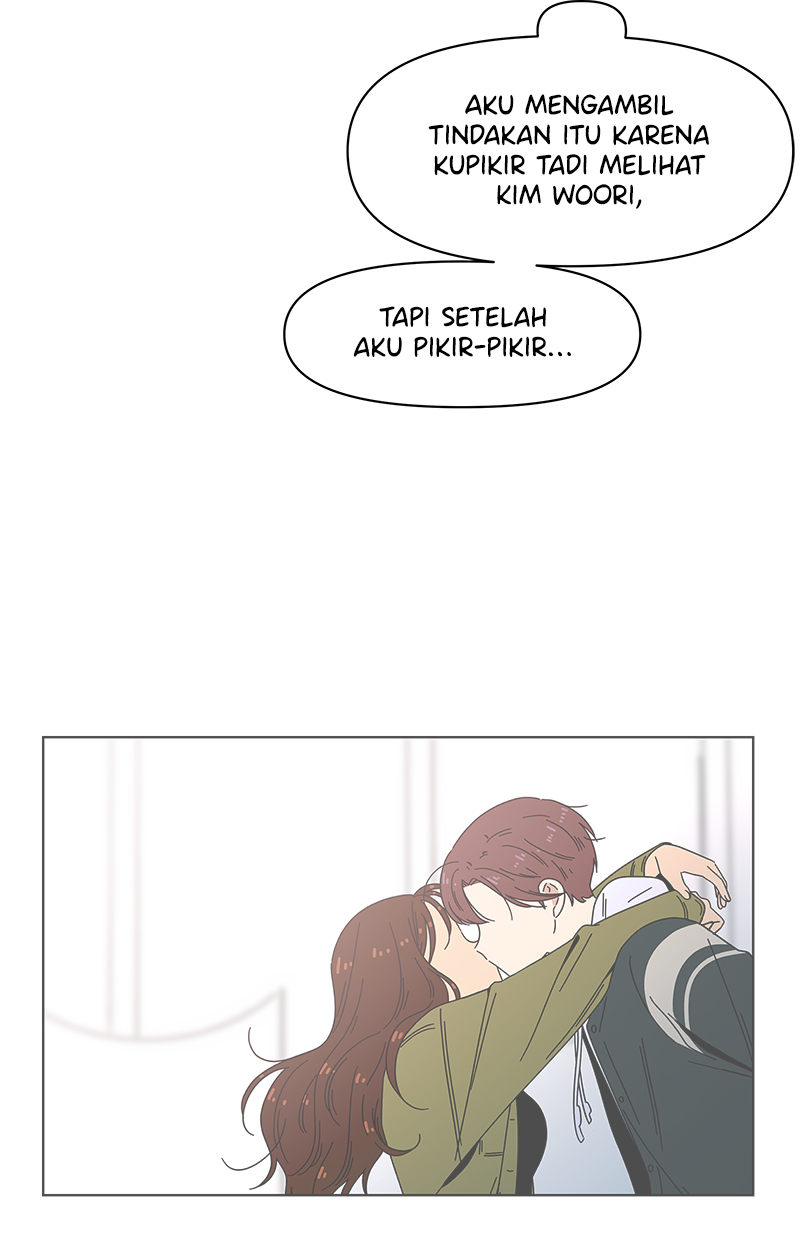 AKU MENGAMBIL
TINDAKAN ITU KARENA
KUPIKIR TADI MELIHAT
KIM WOORI,
TAPI SETELAH
AKU PIKIR-PIKIR...